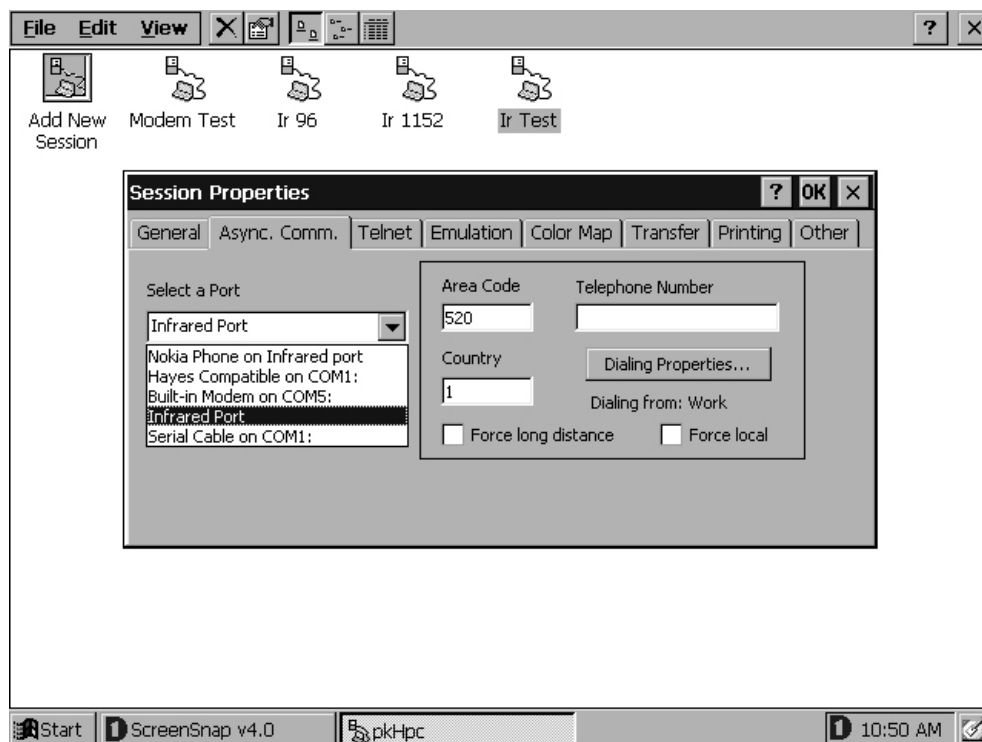 File Edit View ?
Add New Session
Modem Test
Ir 96
Ir 1152
Ir Test
Session Properties ? OK
General Async. Comm. Telnet Emulation Color Map Transfer Printing Other
Select a Port
Infrared Port
Nokia Phone on Infrared port
Hayes Compatible on COM1:
Built-in Modem on COM5:
Infrared Port
Serial Cable on COM1:
Area Code Telephone Number
520
Country
Dialing Properties...
1
Dialing from: Work
Force long distance Force local
Start ScreenSnap v4.0 pkHpc 10:50 AM